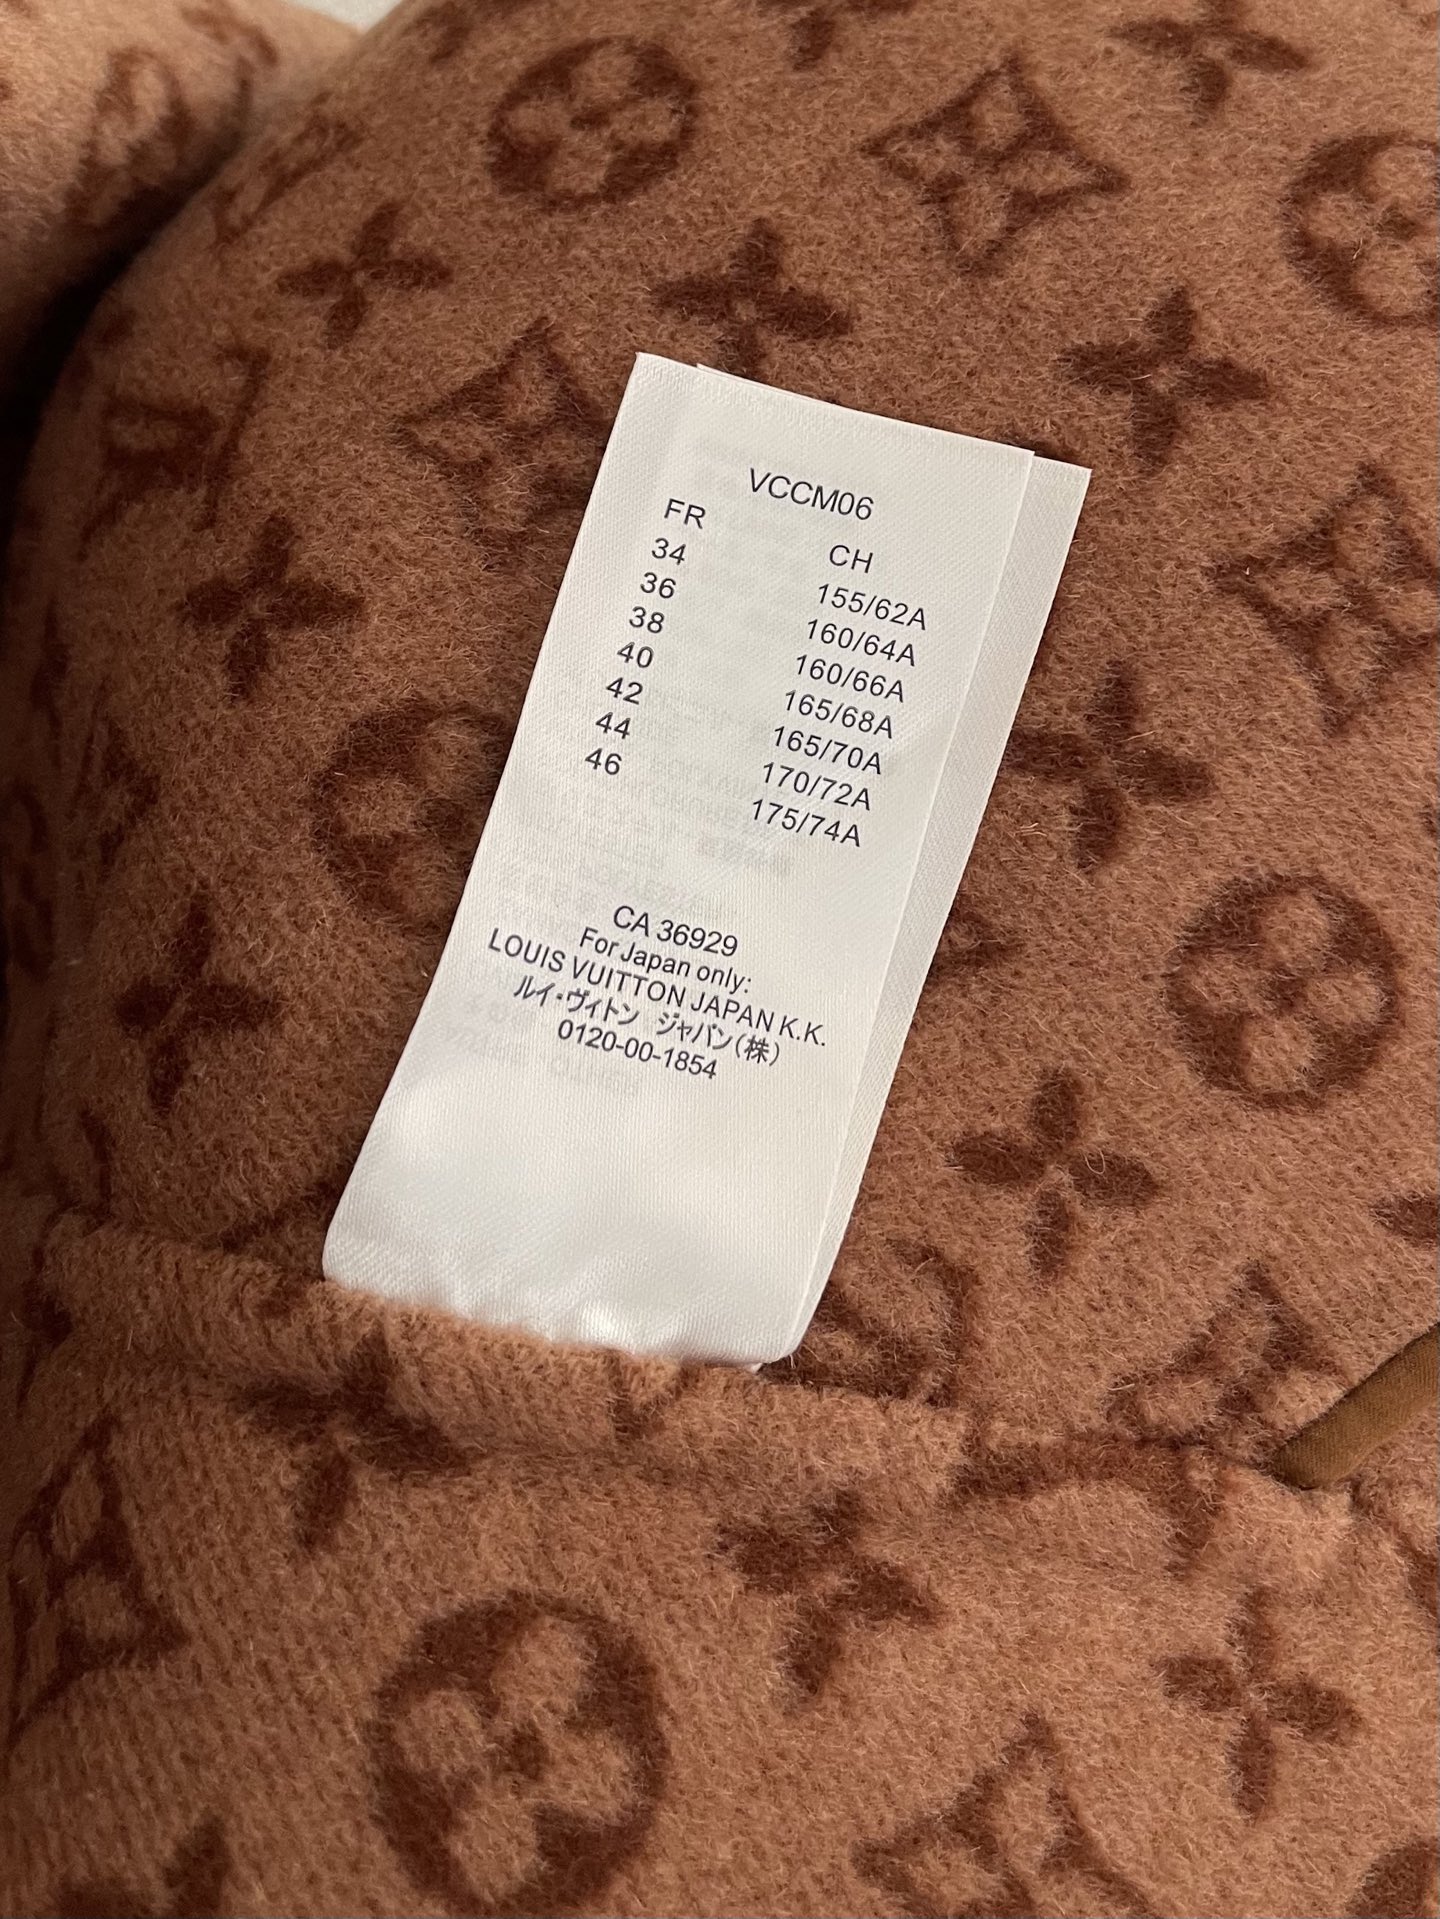 VCCM06
FR CH
34 155/62A
36 160/64A
38 160/66A
40 165/68A
42 165/70A
44 170/72A
46 175/74A
CA 36929
For Japan only:
LOUIS VUITTON JAPAN K.K.
ルイ・ヴィトン ジャパン(株)
0120-00-1854